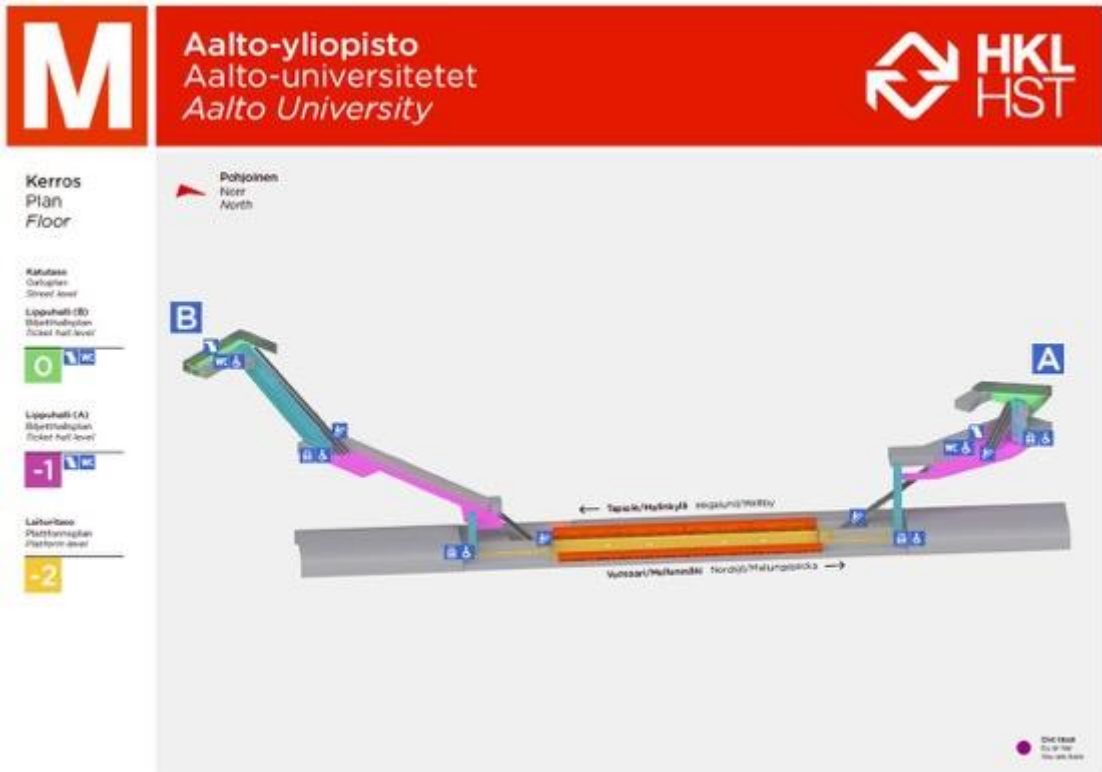 M
Aalto-yliopisto
Aalto-universitetet
Aalto University
HKL
HST
Kerros
Plan
Floor
Katutaso
Gatuplan
Street level
Lippuhalli (B)
Biljetthallsplan
Ticket hall level
0
WC
Lippuhalli (A)
Biljetthallsplan
Ticket hall level
-1
WC
Laituritaso
Plattformsplan
Platform level
-2
Pohjoinen
Norr
North
B
WC
A
WC
← Tapiola/Matinkylä Hagalund/Mattby
Vuosaari/Mellunmäki Nordsjö/Mellungsbacka →
Olet tässä
Du är här
You are here